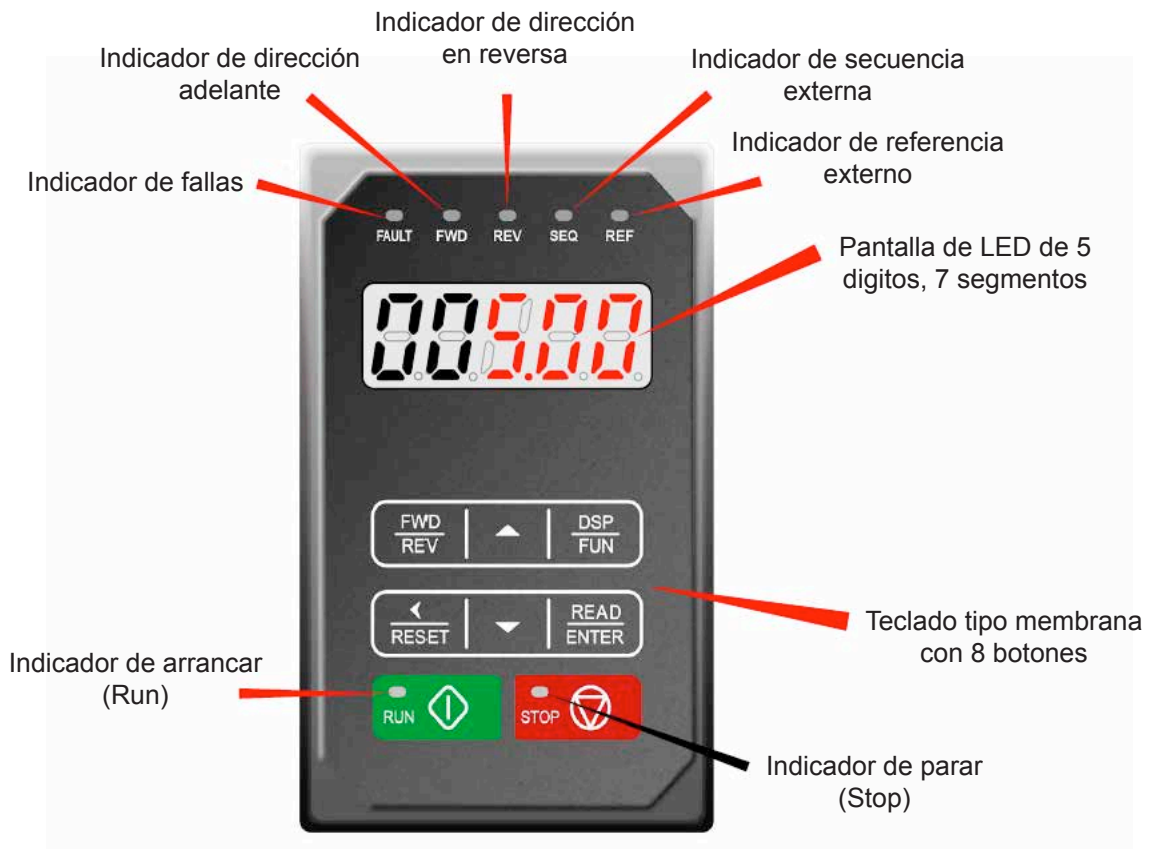 Indicador de dirección
en reversa
Indicador de dirección
adelante
Indicador de secuencia
externa
Indicador de referencia
externo
Indicador de fallas
FAULT FWD REV SEQ REF
Pantalla de LED de 5
digitos, 7 segmentos
005.00
FWD
REV
DSP
FUN
RESET
READ
ENTER
Teclado tipo membrana
con 8 botones
Indicador de arrancar
(Run)
RUN
STOP
Indicador de parar
(Stop)